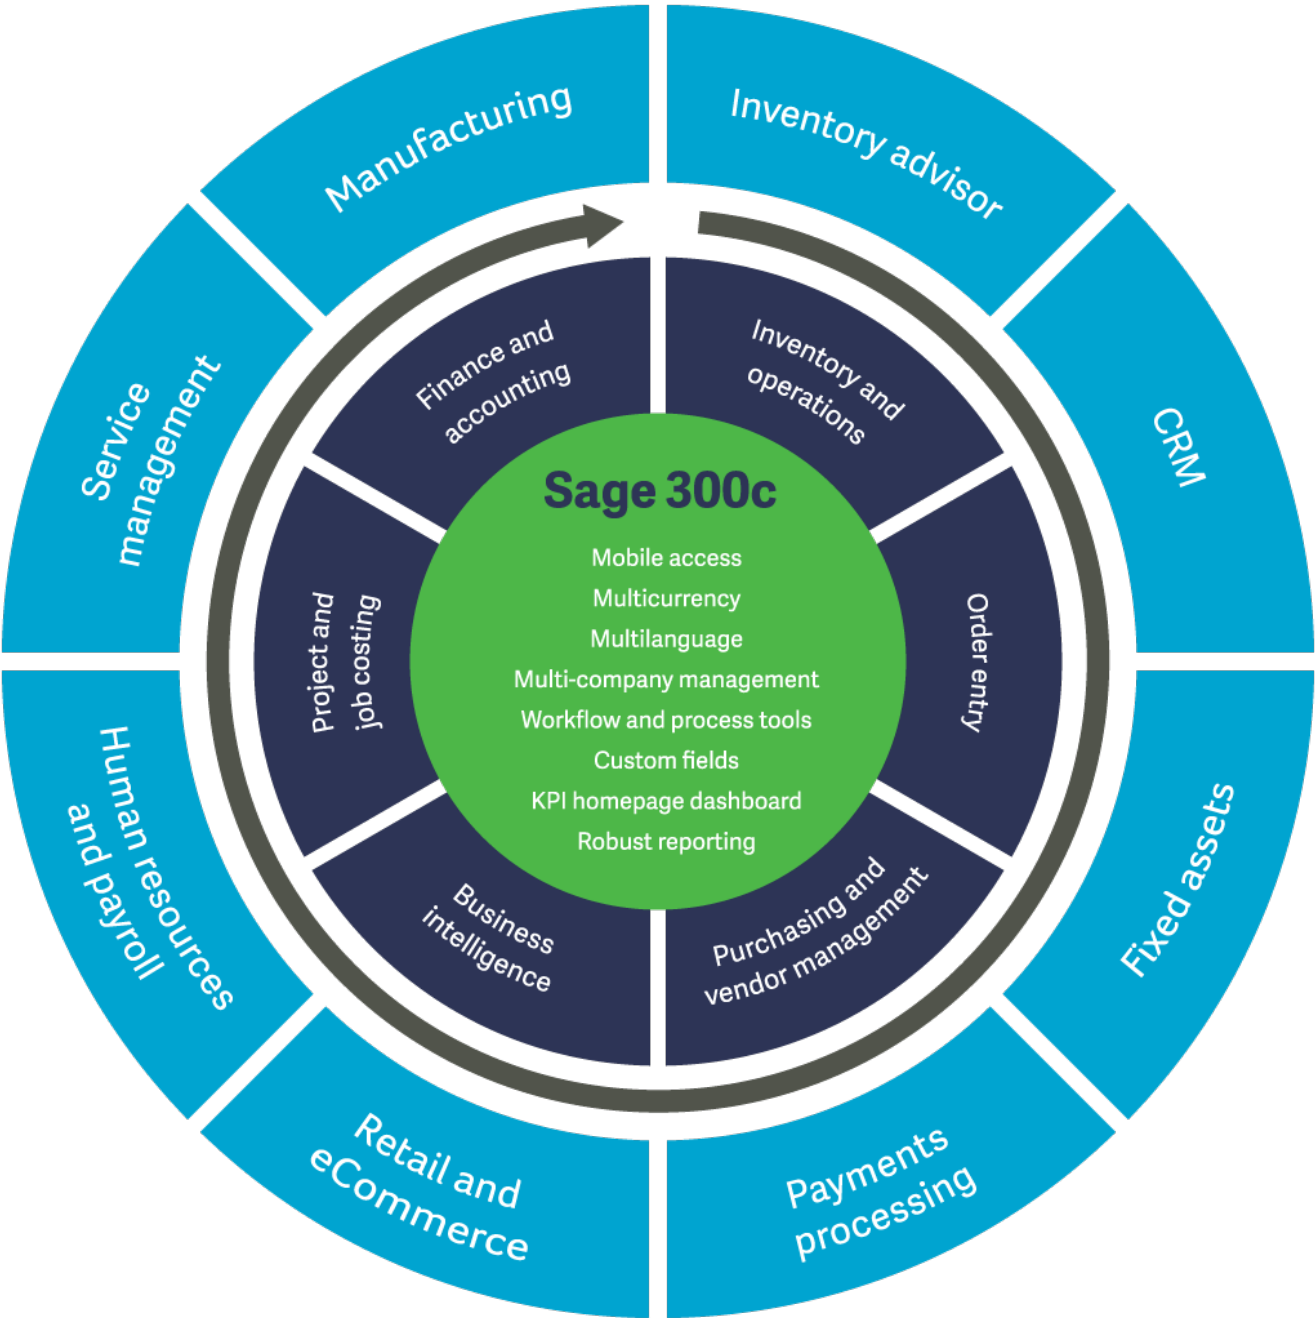 Manufacturing
Inventory advisor
CRM
Fixed assets
Payments
processing
Retail and
eCommerce
Human resources
and payroll
Service
management
Finance and
accounting
Inventory and
operations
Order entry
Purchasing and
vendor management
Business
intelligence
Project and
job costing
Sage 300c
Mobile access
Multicurrency
Multilanguage
Multi-company management
Workflow and process tools
Custom fields
KPI homepage dashboard
Robust reporting